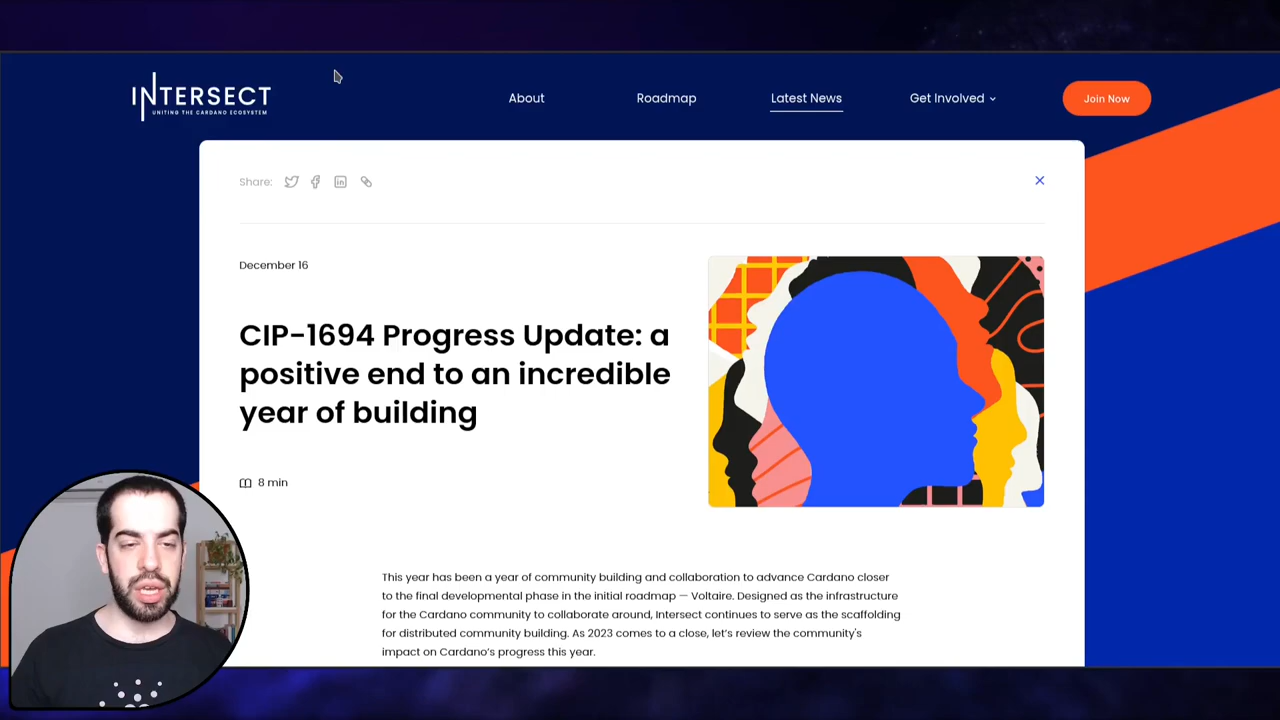 INTERSECT
UNITING THE CARDANO ECOSYSTEM
About
Roadmap
Latest News
Get Involved
Join Now
Share:
December 16
CIP-1694 Progress Update: a
positive end to an incredible
year of building
8 min
This year has been a year of community building and collaboration to advance Cardano closer
to the final developmental phase in the initial roadmap — Voltaire. Designed as the infrastructure
for the Cardano community to collaborate around, Intersect continues to serve as the scaffolding
for distributed community building. As 2023 comes to a close, let's review the community's
impact on Cardano's progress this year.